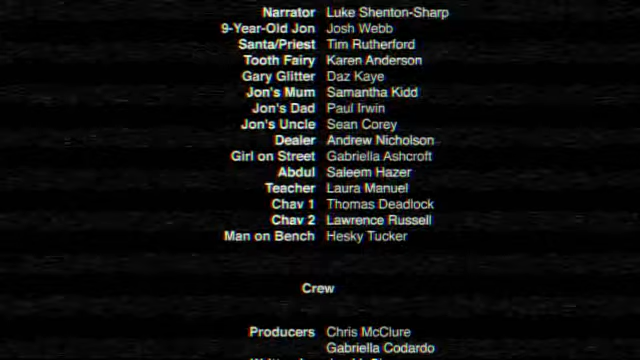 Narrator Luke Shenton-Sharp
9-Year-Old Jon Josh Webb
Santa/Priest Tim Rutherford
Tooth Fairy Karen Anderson
Gary Glitter Daz Kaye
Jon's Mum Samantha Kidd
Jon's Dad Paul Irwin
Jon's Uncle Sean Corey
Dealer Andrew Nicholson
Girl on Street Gabriella Ashcroft
Abdul Saleem Hazer
Teacher Laura Manuel
Chav 1 Thomas Deadlock
Chav 2 Lawrence Russell
Man on Bench Hesky Tucker
Crew
Producers Chris McClure
Gabriella Codardo